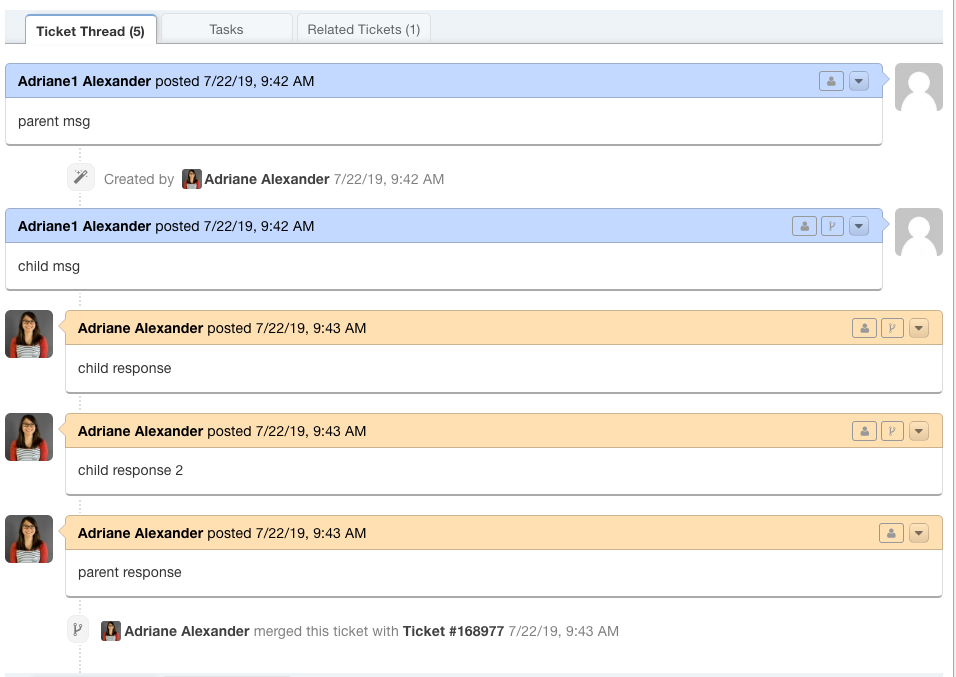 Ticket Thread (5)
Tasks
Related Tickets (1)
Adriane1 Alexander posted 7/22/19, 9:42 AM
parent msg
Created by Adriane Alexander 7/22/19, 9:42 AM
Adriane1 Alexander posted 7/22/19, 9:42 AM
child msg
Adriane Alexander posted 7/22/19, 9:43 AM
child response
Adriane Alexander posted 7/22/19, 9:43 AM
child response 2
Adriane Alexander posted 7/22/19, 9:43 AM
parent response
Adriane Alexander merged this ticket with Ticket #168977 7/22/19, 9:43 AM